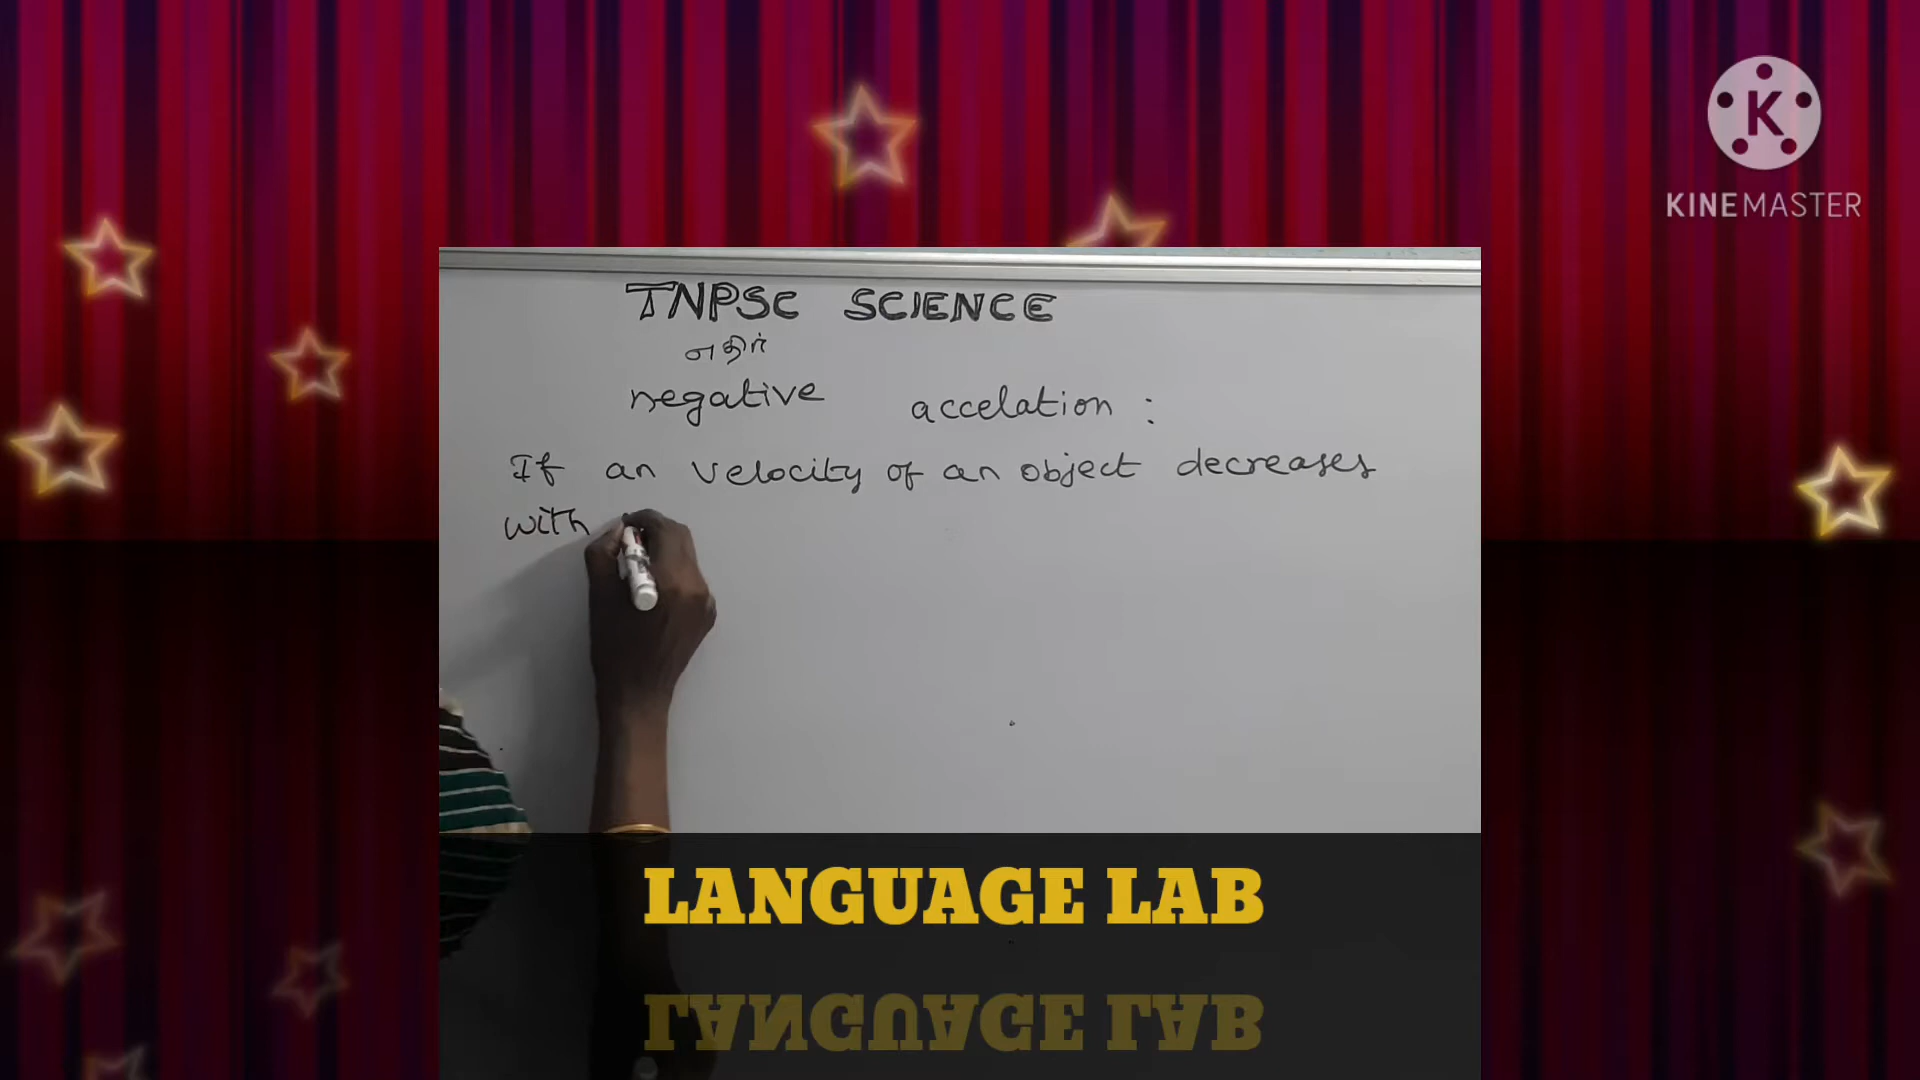 K
KINEMASTER
TNPSC SCIENCE
எதிர்
negative accelation :
If an velocity of an object decreases
with
LANGUAGE LAB
LANGUAGE LAB